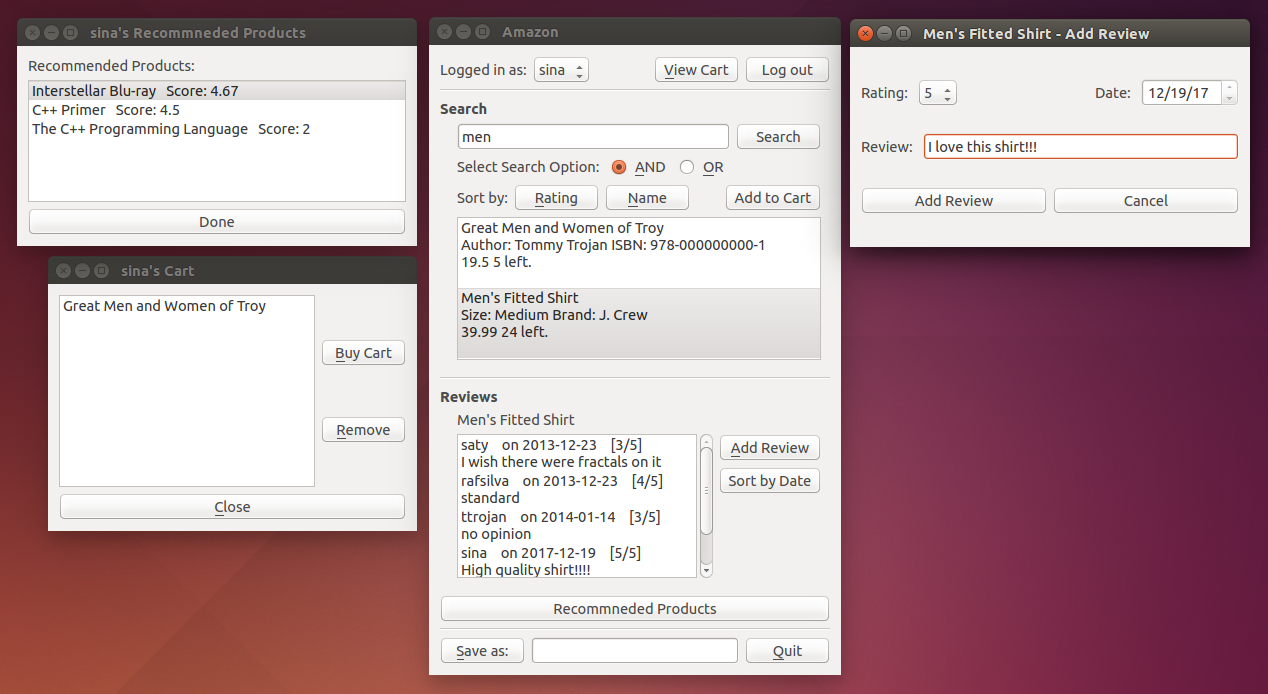 sina's Recommneded Products
Recommended Products:
Interstellar Blu-ray Score: 4.67
C++ Primer Score: 4.5
The C++ Programming Language Score: 2
Done
sina's Cart
Great Men and Women of Troy
Buy Cart
Remove
Close
Amazon
Logged in as: sina View Cart Log out
Search
men Search
Select Search Option: AND OR
Sort by: Rating Name Add to Cart
Great Men and Women of Troy
Author: Tommy Trojan ISBN: 978-000000000-1
19.5 5 left.
Men's Fitted Shirt
Size: Medium Brand: J. Crew
39.99 24 left.
Reviews
Men's Fitted Shirt
saty on 2013-12-23 [3/5]
I wish there were fractals on it
rafsilva on 2013-12-23 [4/5]
standard
ttrojan on 2014-01-14 [3/5]
no opinion
sina on 2017-12-19 [5/5]
High quality shirt!!!!
Add Review
Sort by Date
Recommneded Products
Save as: Quit
Men's Fitted Shirt - Add Review
Rating: 5 Date: 12/19/17
Review: I love this shirt!!!
Add Review Cancel